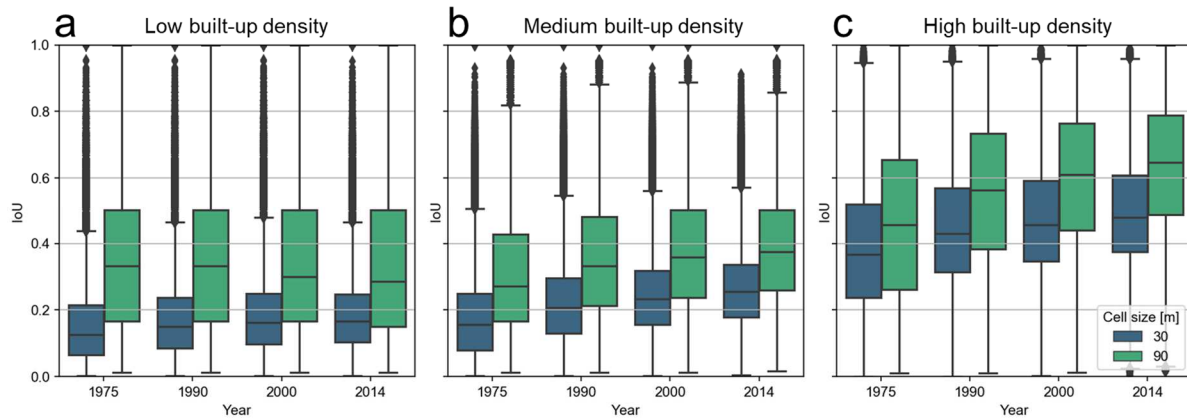 a
Low built-up density
b
Medium built-up density
c
High built-up density
1.0
0.8
0.6
0.4
0.2
0.0
IoU
1975
1990
2000
2014
Year
IoU
1975
1990
2000
2014
Year
IoU
Cell size [m]
30
90
1975
1990
2000
2014
Year